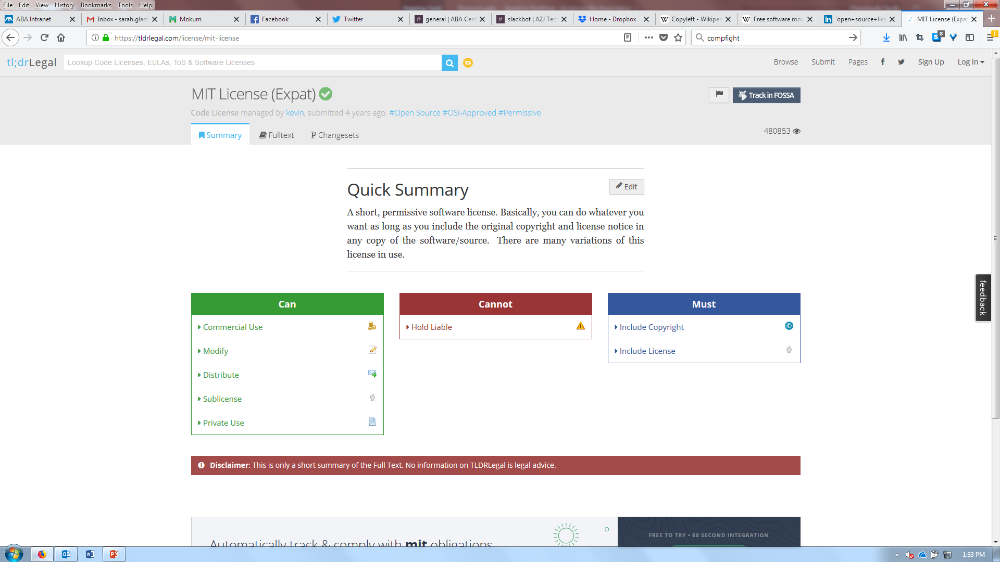 File Edit View History Bookmarks Tools Help
ABA Intranet
Inbox - sarah.glass
Mokum
Facebook
Twitter
general | ABA Cen
slackbot | A2J Tec
Home - Dropbox
Copyleft - Wikiped
Free software mov
'open+source+lice
MIT License (Expat
https://tldrlegal.com/license/mit-license
compfight
8
tl;drLegal
Lookup Code Licenses, EULAs, ToS & Software Licenses
Browse Submit Pages Sign Up Log In
MIT License (Expat)
Track in FOSSA
Code License managed by kevin, submitted 4 years ago. #Open Source #OSI-Approved #Permissive
Summary Fulltext Changesets
480853
Quick Summary
Edit
A short, permissive software license. Basically, you can do whatever you
want as long as you include the original copyright and license notice in
any copy of the software/source. There are many variations of this
license in use.
feedback
Can
Commercial Use
Modify
Distribute
Sublicense
Private Use
Cannot
Hold Liable
Must
Include Copyright
Include License
Disclaimer: This is only a short summary of the Full Text. No information on TLDRLegal is legal advice.
Automatically track & comply with mit obligations
FREE TO TRY • 60 SECOND INTEGRATION
1:33 PM